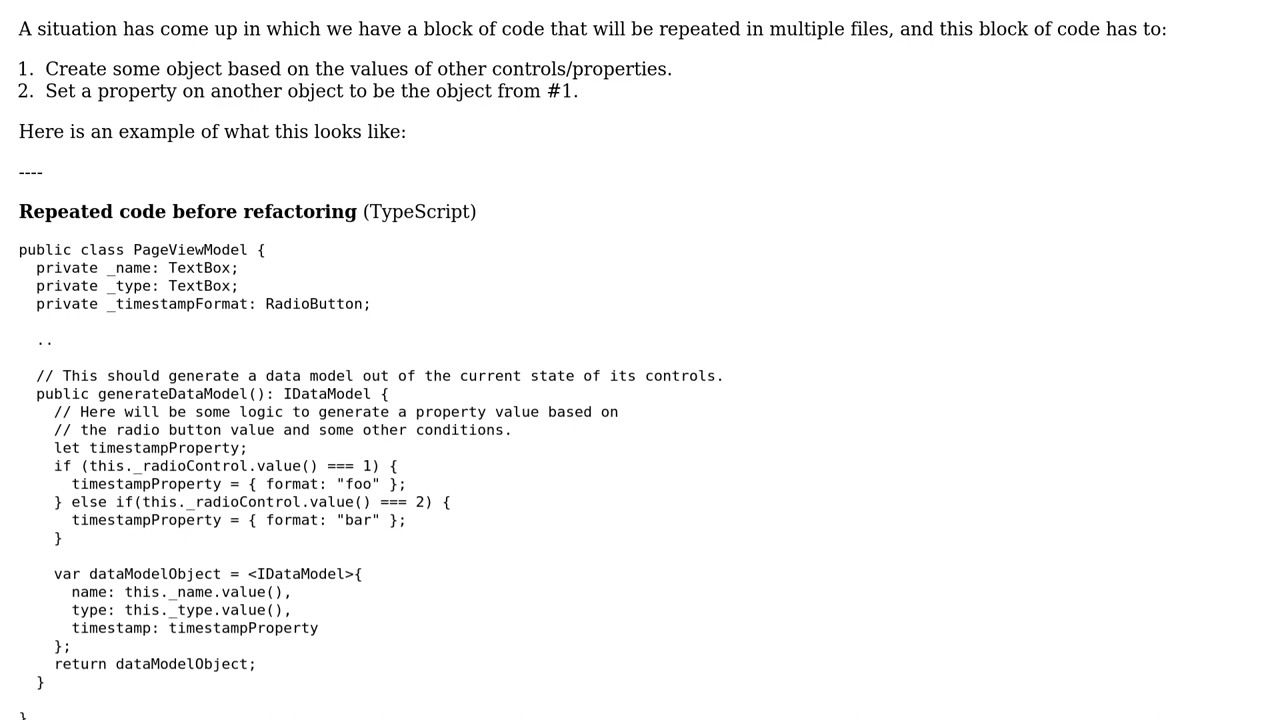 A situation has come up in which we have a block of code that will be repeated in multiple files, and this block of code has to:
1. Create some object based on the values of other controls/properties.
2. Set a property on another object to be the object from #1.
Here is an example of what this looks like:
----
Repeated code before refactoring (TypeScript)
public class PageViewModel {
  private _name: TextBox;
  private _type: TextBox;
  private _timestampFormat: RadioButton;
  ..
  // This should generate a data model out of the current state of its controls.
  public generateDataModel(): IDataModel {
    // Here will be some logic to generate a property value based on
    // the radio button value and some other conditions.
    let timestampProperty;
    if (this._radioControl.value() === 1) {
      timestampProperty = { format: "foo" };
    } else if(this._radioControl.value() === 2) {
      timestampProperty = { format: "bar" };
    }
    var dataModelObject = <IDataModel>{
      name: this._name.value(),
      type: this._type.value(),
      timestamp: timestampProperty
    };
    return dataModelObject;
  }
}